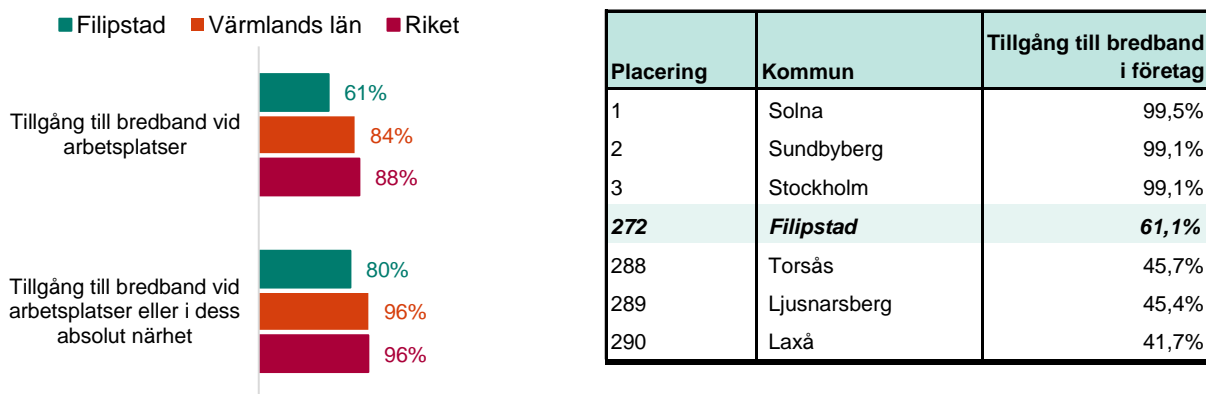 Filipstad Värmlands län Riket
Tillgång till bredband vid
arbetsplatser
61%
84%
88%
Tillgång till bredband vid
arbetsplatser eller i dess
absolut närhet
80%
96%
96%
Placering Kommun Tillgång till bredband i företag
1 Solna 99,5%
2 Sundbyberg 99,1%
3 Stockholm 99,1%
272 Filipstad 61,1%
288 Torsås 45,7%
289 Ljusnarsberg 45,4%
290 Laxå 41,7%